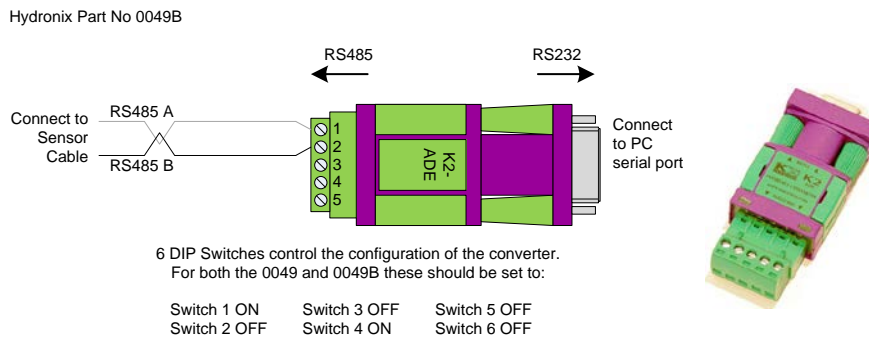 Hydronix Part No 0049B
RS485
RS232
RS485 A
Connect to
Sensor
Cable
RS485 B
1
2
3
4
5
K2-
ADE
Connect
to PC
serial port
K2
6 DIP Switches control the configuration of the converter.
For both the 0049 and 0049B these should be set to:
Switch 1 ON Switch 3 OFF Switch 5 OFF
Switch 2 OFF Switch 4 ON Switch 6 OFF